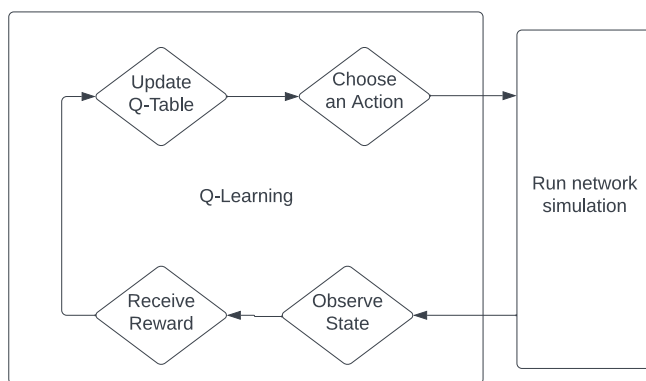 Update
Q-Table
Choose
an Action
Q-Learning
Run network
simulation
Receive
Reward
Observe
State